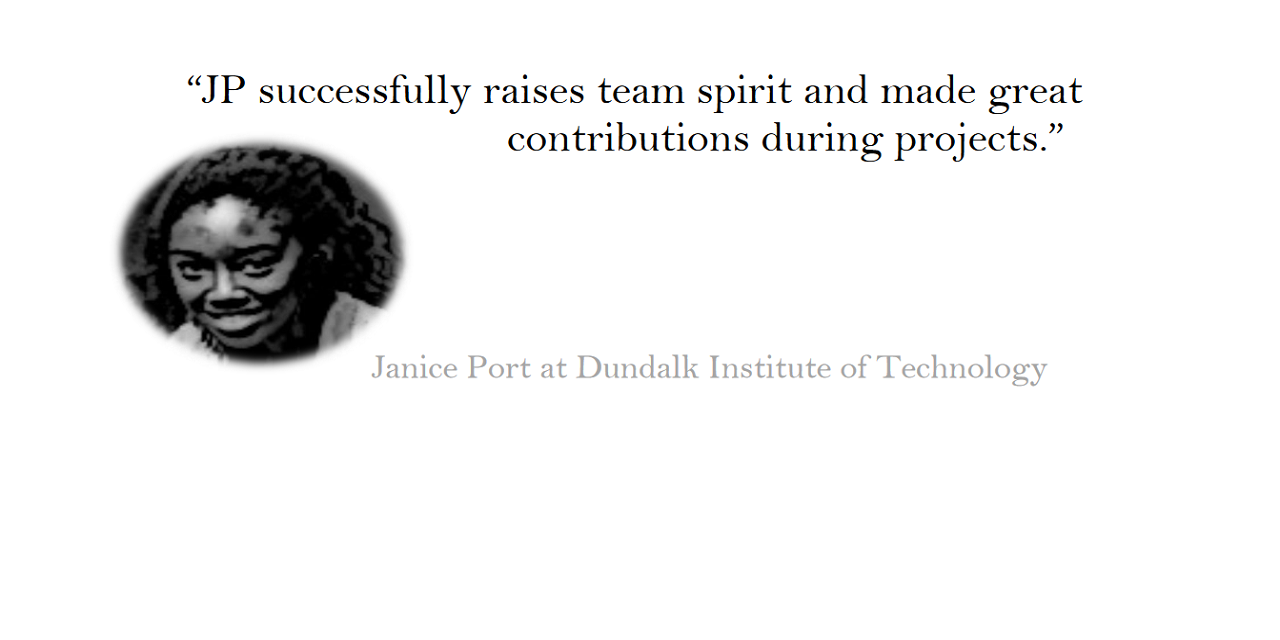 “JP successfully raises team spirit and made great
contributions during projects.”
Janice Port at Dundalk Institute of Technology